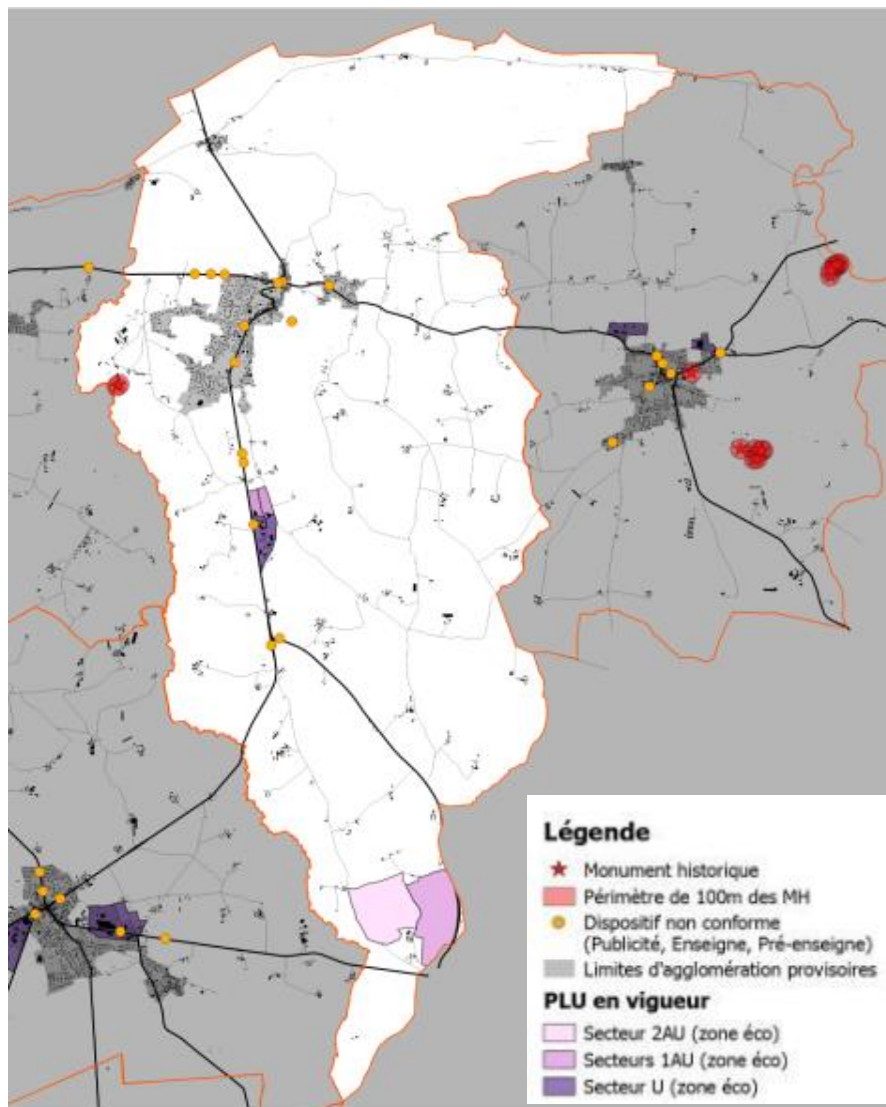 Légende
Monument historique
Périmètre de 100m des MH
Dispositif non conforme
(Publicité, Enseigne, Pré-enseigne)
Limites d'agglomération provisoires
PLU en vigueur
Secteur 2AU (zone éco)
Secteurs 1AU (zone éco)
Secteur U (zone éco)